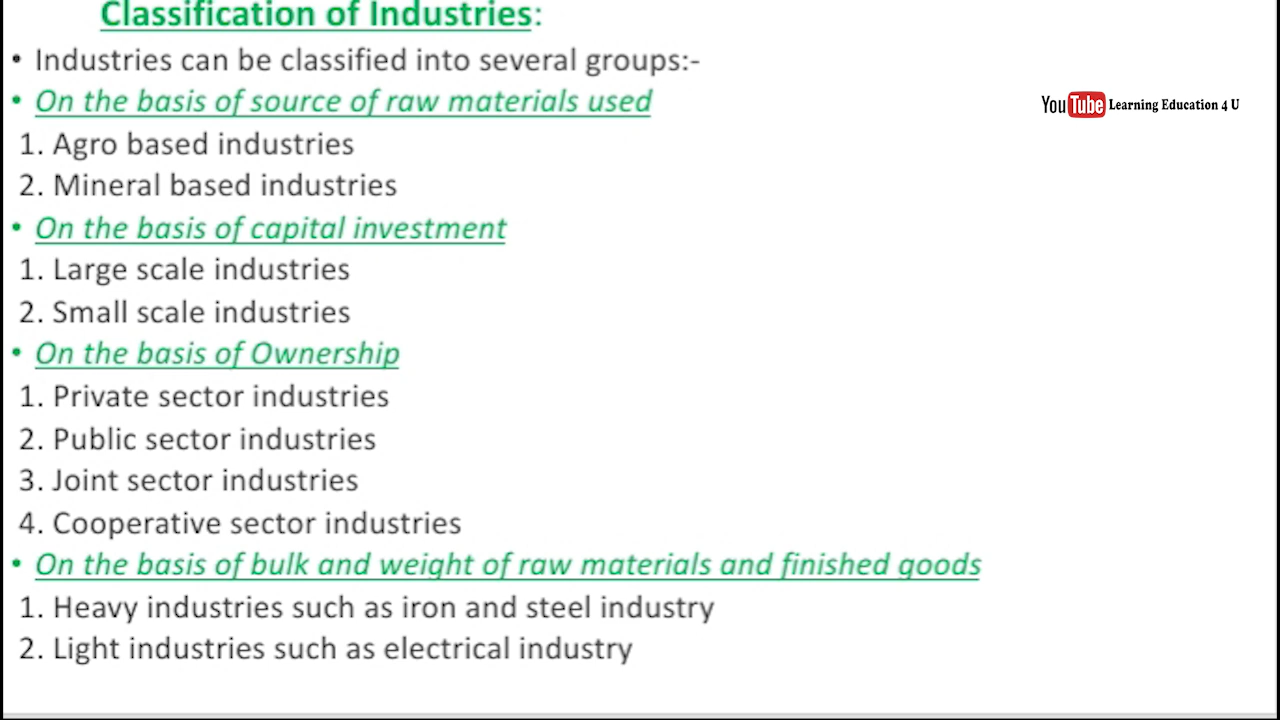 Classification of Industries:
• Industries can be classified into several groups:-
• On the basis of source of raw materials used
YouTube Learning Education 4 U
1. Agro based industries
2. Mineral based industries
• On the basis of capital investment
1. Large scale industries
2. Small scale industries
• On the basis of Ownership
1. Private sector industries
2. Public sector industries
3. Joint sector industries
4. Cooperative sector industries
• On the basis of bulk and weight of raw materials and finished goods
1. Heavy industries such as iron and steel industry
2. Light industries such as electrical industry